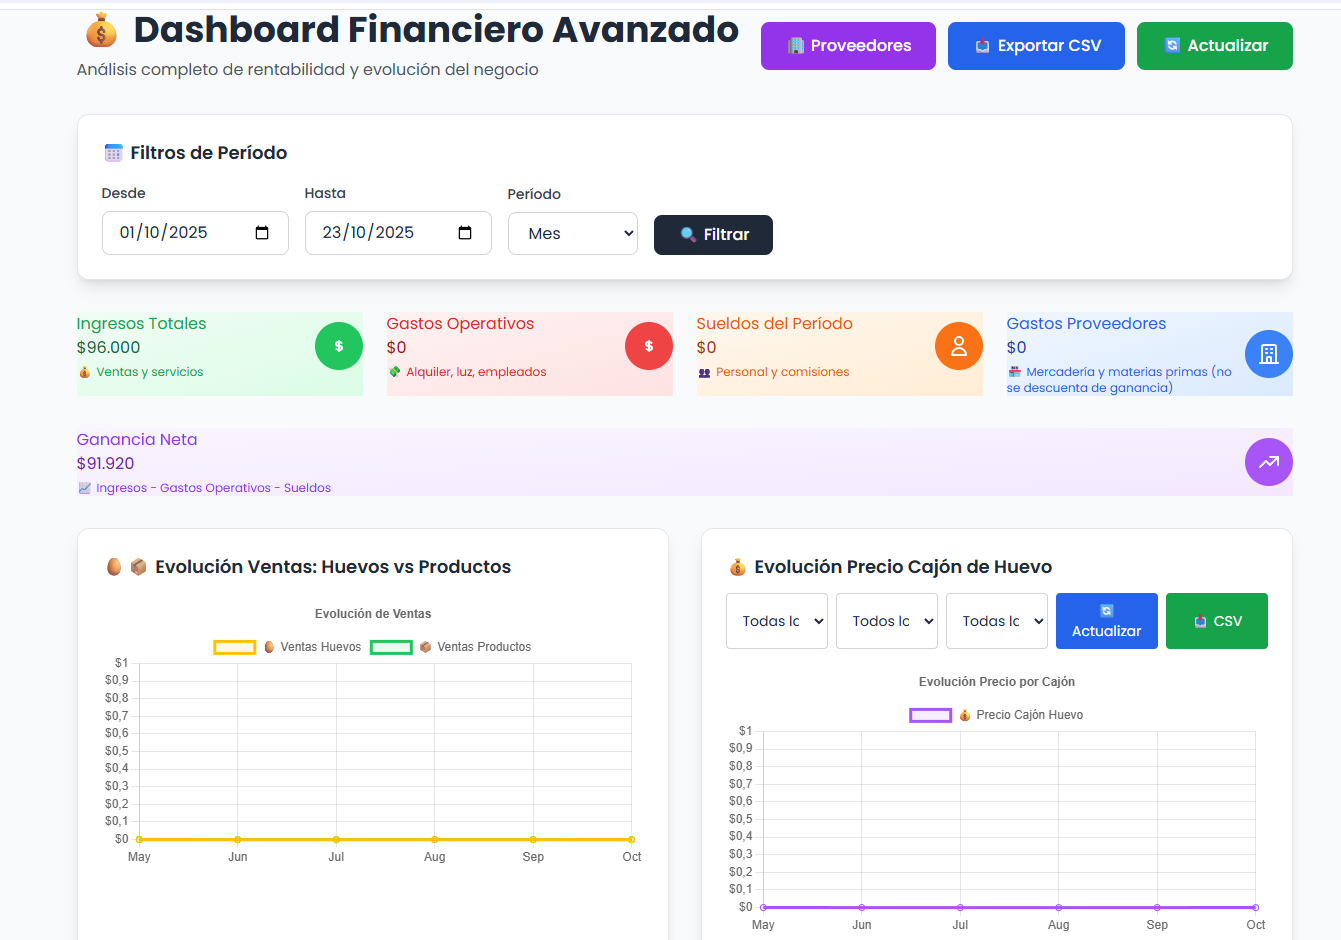 Dashboard Financiero Avanzado
Análisis completo de rentabilidad y evolución del negocio
Proveedores
Exportar CSV
Actualizar
Filtros de Período
Desde
Hasta
Período
01/10/2025
23/10/2025
Mes
Filtrar
Ingresos Totales
$96.000
Ventas y servicios
$
Gastos Operativos
$0
Alquiler, luz, empleados
$
Sueldos del Período
$0
Personal y comisiones
Gastos Proveedores
$0
Mercadería y materias primas (no
se descuenta de ganancia)
Ganancia Neta
$91.920
Ingresos - Gastos Operativos - Sueldos
Evolución Ventas: Huevos vs Productos
Evolución de Ventas
Ventas Huevos
Ventas Productos
$1
$0,9
$0,8
$0,7
$0,6
$0,5
$0,4
$0,3
$0,2
$0,1
$0
May Jun Jul Aug Sep Oct
Evolución Precio Cajón de Huevo
Todas lc
Todos lc
Todas lc
Actualizar
CSV
Evolución Precio por Cajón
Precio Cajón Huevo
$1
$0,9
$0,8
$0,7
$0,6
$0,5
$0,4
$0,3
$0,2
$0,1
$0
May Jun Jul Aug Sep Oct